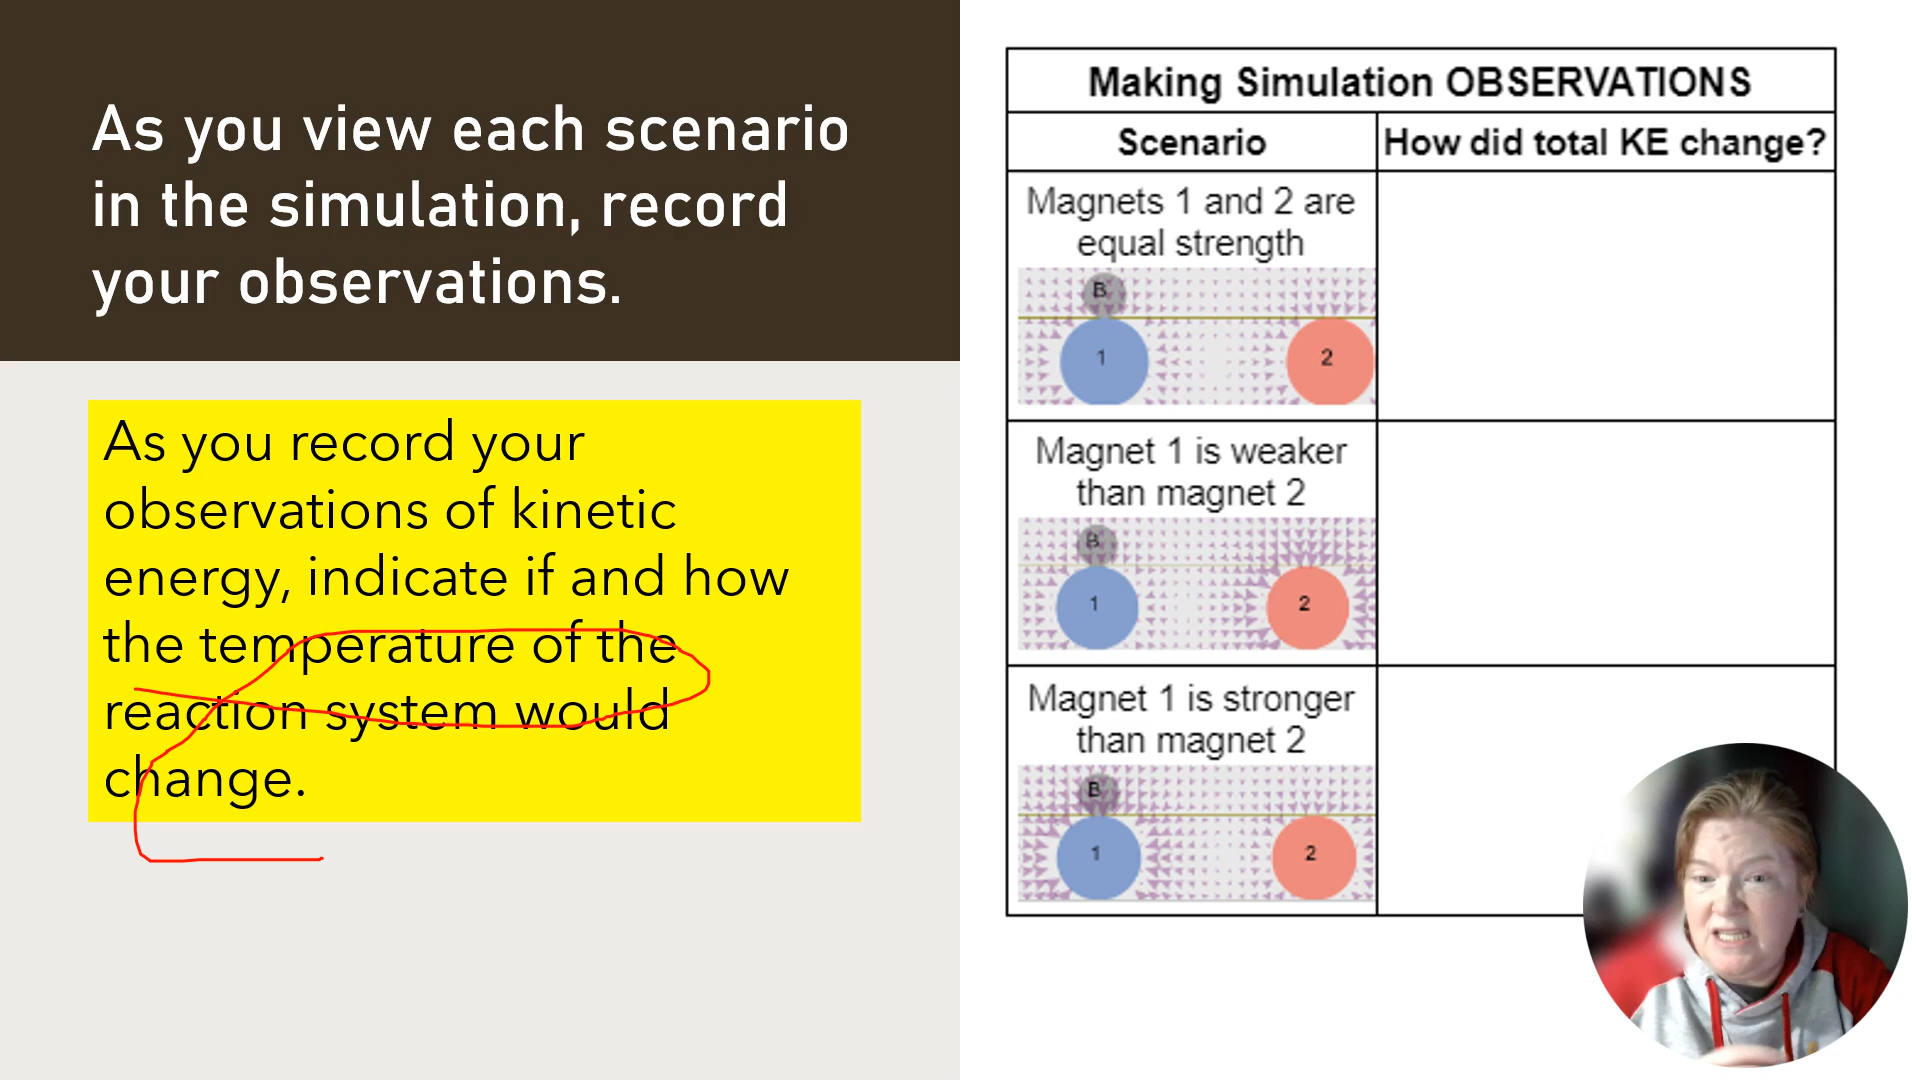 As you view each scenario
in the simulation, record
your observations.
As you record your
observations of kinetic
energy, indicate if and how
the temperature of the
reaction system would
change.
Making Simulation OBSERVATIONS
Scenario
How did total KE change?
Magnets 1 and 2 are
equal strength
B
1
2
Magnet 1 is weaker
than magnet 2
B
1
2
Magnet 1 is stronger
than magnet 2
B
1
2